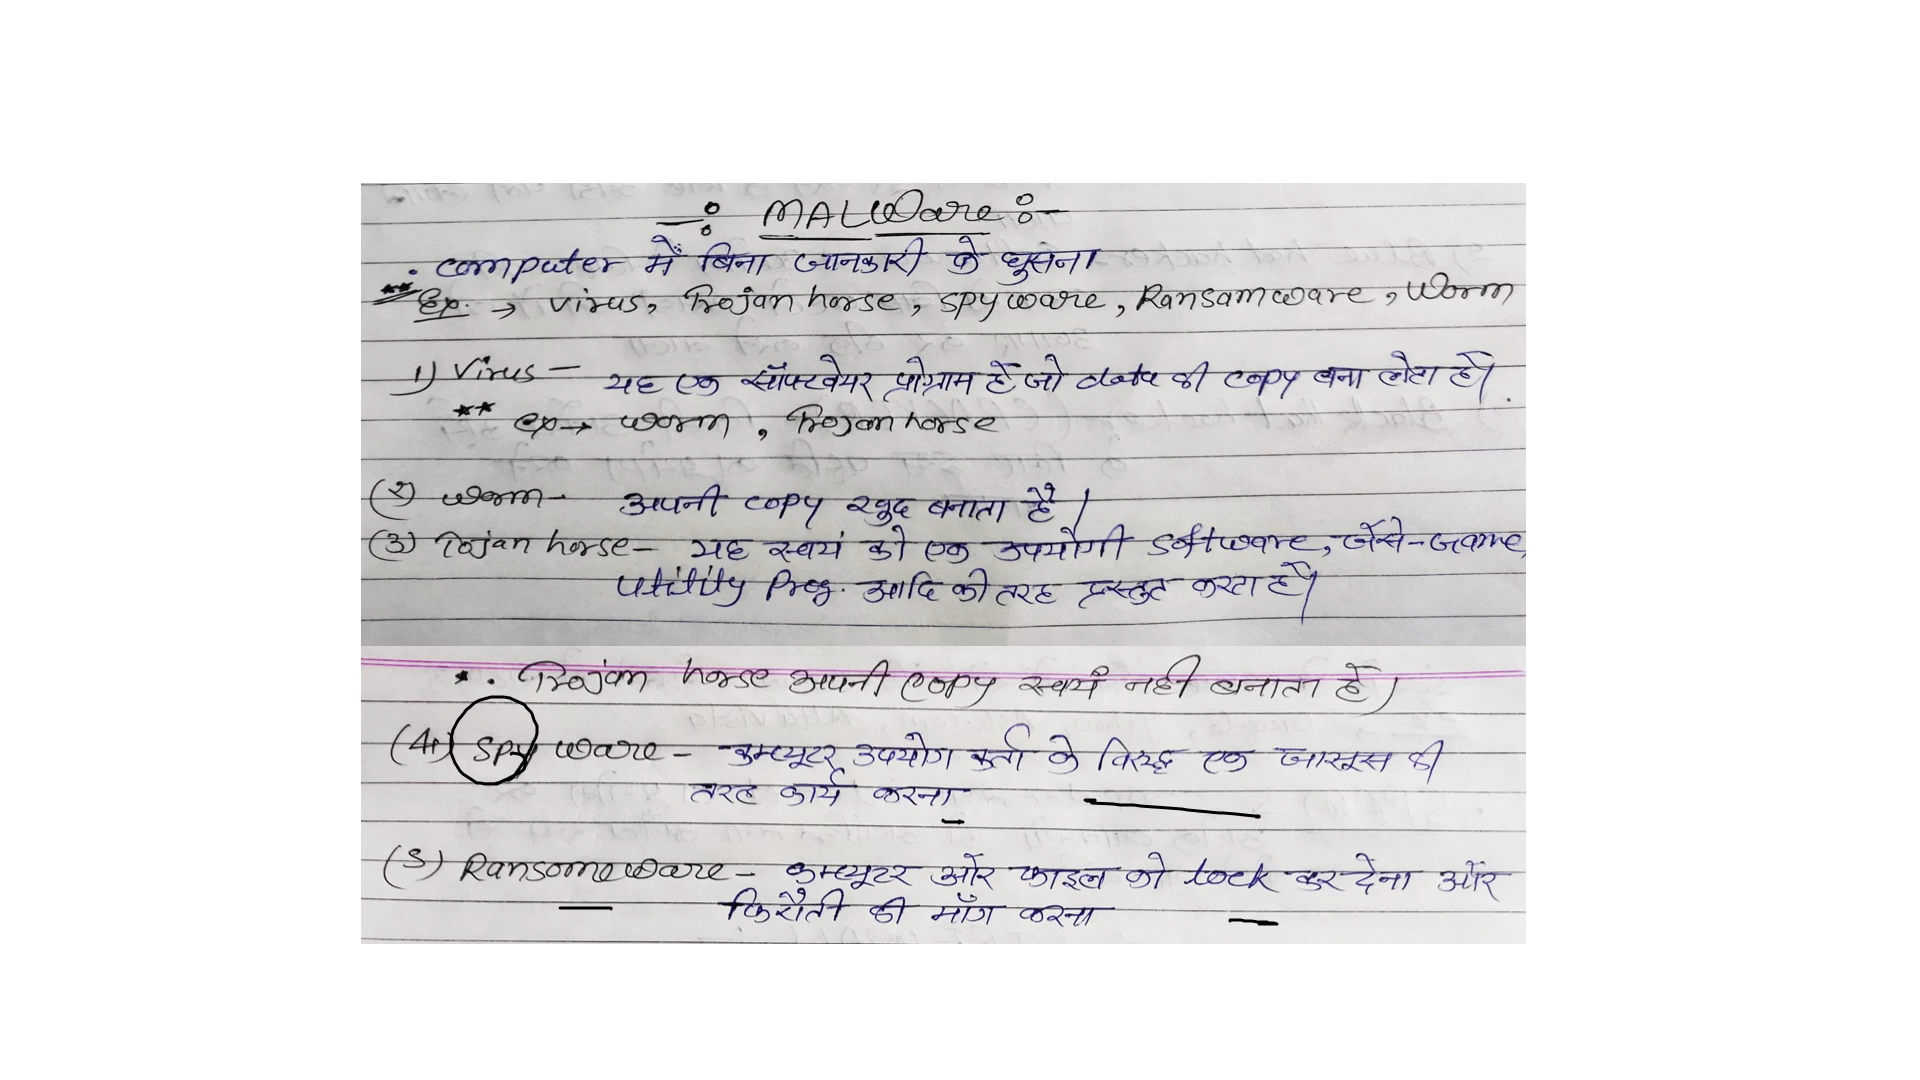 -: MALWare :-
. computer में बिना जानकारी के घुसना
** Ex. → virus, Trojan horse, spyware, Ransamware, Worm
1) Virus - यह एक सॉफ्टवेयर प्रोग्राम हैं जो data की copy बना लेता हैं।
** ex → worm, Trojan horse
(2) worm - अपनी copy खुद बनाता है।
(3) Trojan horse - यह स्वयं को एक उपयोगी Software, जैसे - Game,
Utility Prog. आदि की तरह प्रस्तुत करता हैं।
* . Trojan horse अपनी copy स्वयं नही बनाता हैं।
(4) Spy ware - कम्प्यूटर उपयोग कर्ता के विरुद्ध एक जासूस की
तरह कार्य करना
(5) Ransomeware - कम्प्यूटर और फाइल को lock कर देना और
फिरौती की माँग करना